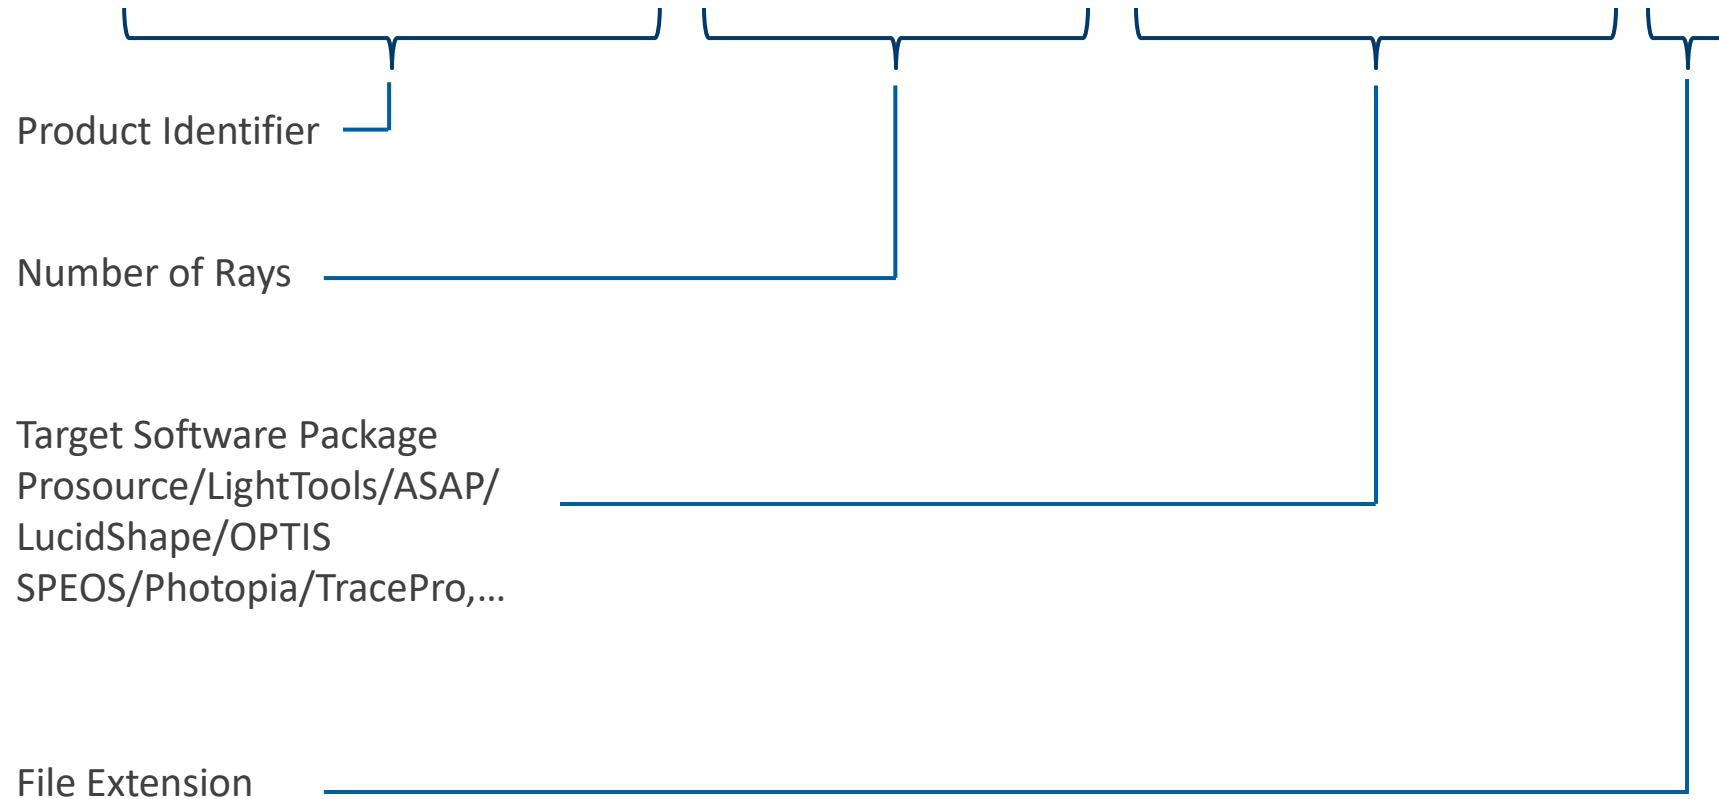 Product Identifier
Number of Rays
Target Software Package
Prosource/LightTools/ASAP/
LucidShape/OPTIS
SPEOS/Photopia/TracePro,...
File Extension